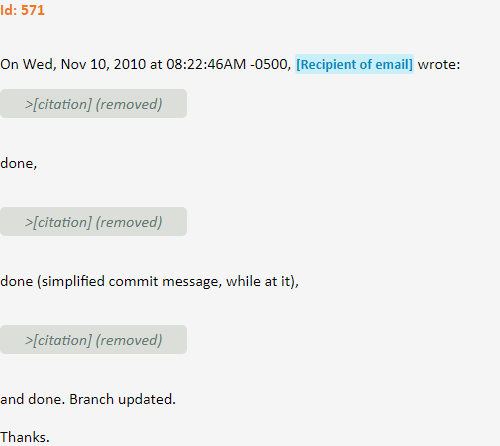 Id: 571
On Wed, Nov 10, 2010 at 08:22:46AM -0500, [Recipient of email] wrote:
>[citation] (removed)
done,
>[citation] (removed)
done (simplified commit message, while at it),
>[citation] (removed)
and done. Branch updated.
Thanks.